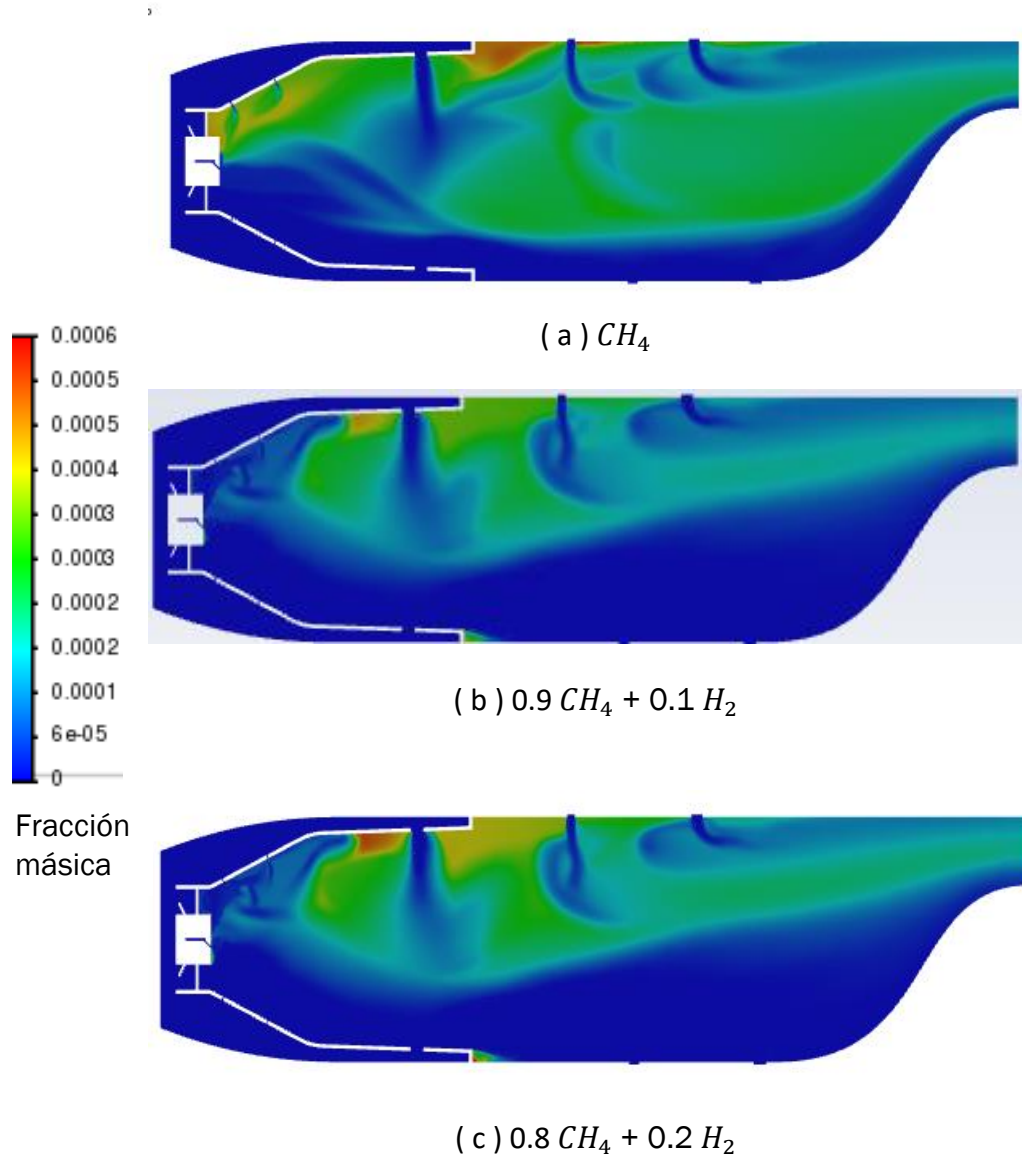 ( a ) CH₄
0.0006
0.0005
0.0005
0.0004
0.0003
0.0003
0.0002
0.0002
0.0001
6e-05
0
Fracción
másica
( b ) 0.9 CH₄ + 0.1 H₂
( c ) 0.8 CH₄ + 0.2 H₂